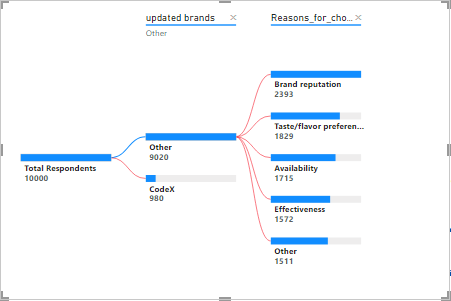 updated brands ×
Other
Reasons_for_cho... ×
Total Respondents
10000
Other
9020
CodeX
980
Brand reputation
2393
Taste/flavor preferen...
1829
Availability
1715
Effectiveness
1572
Other
1511